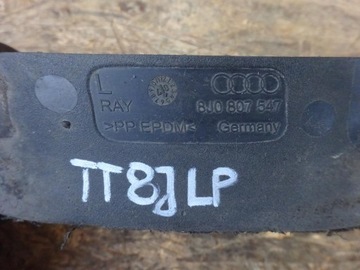 L
RAY 8J0 807 547
>PP/EPDM< Germany
TT8J LP